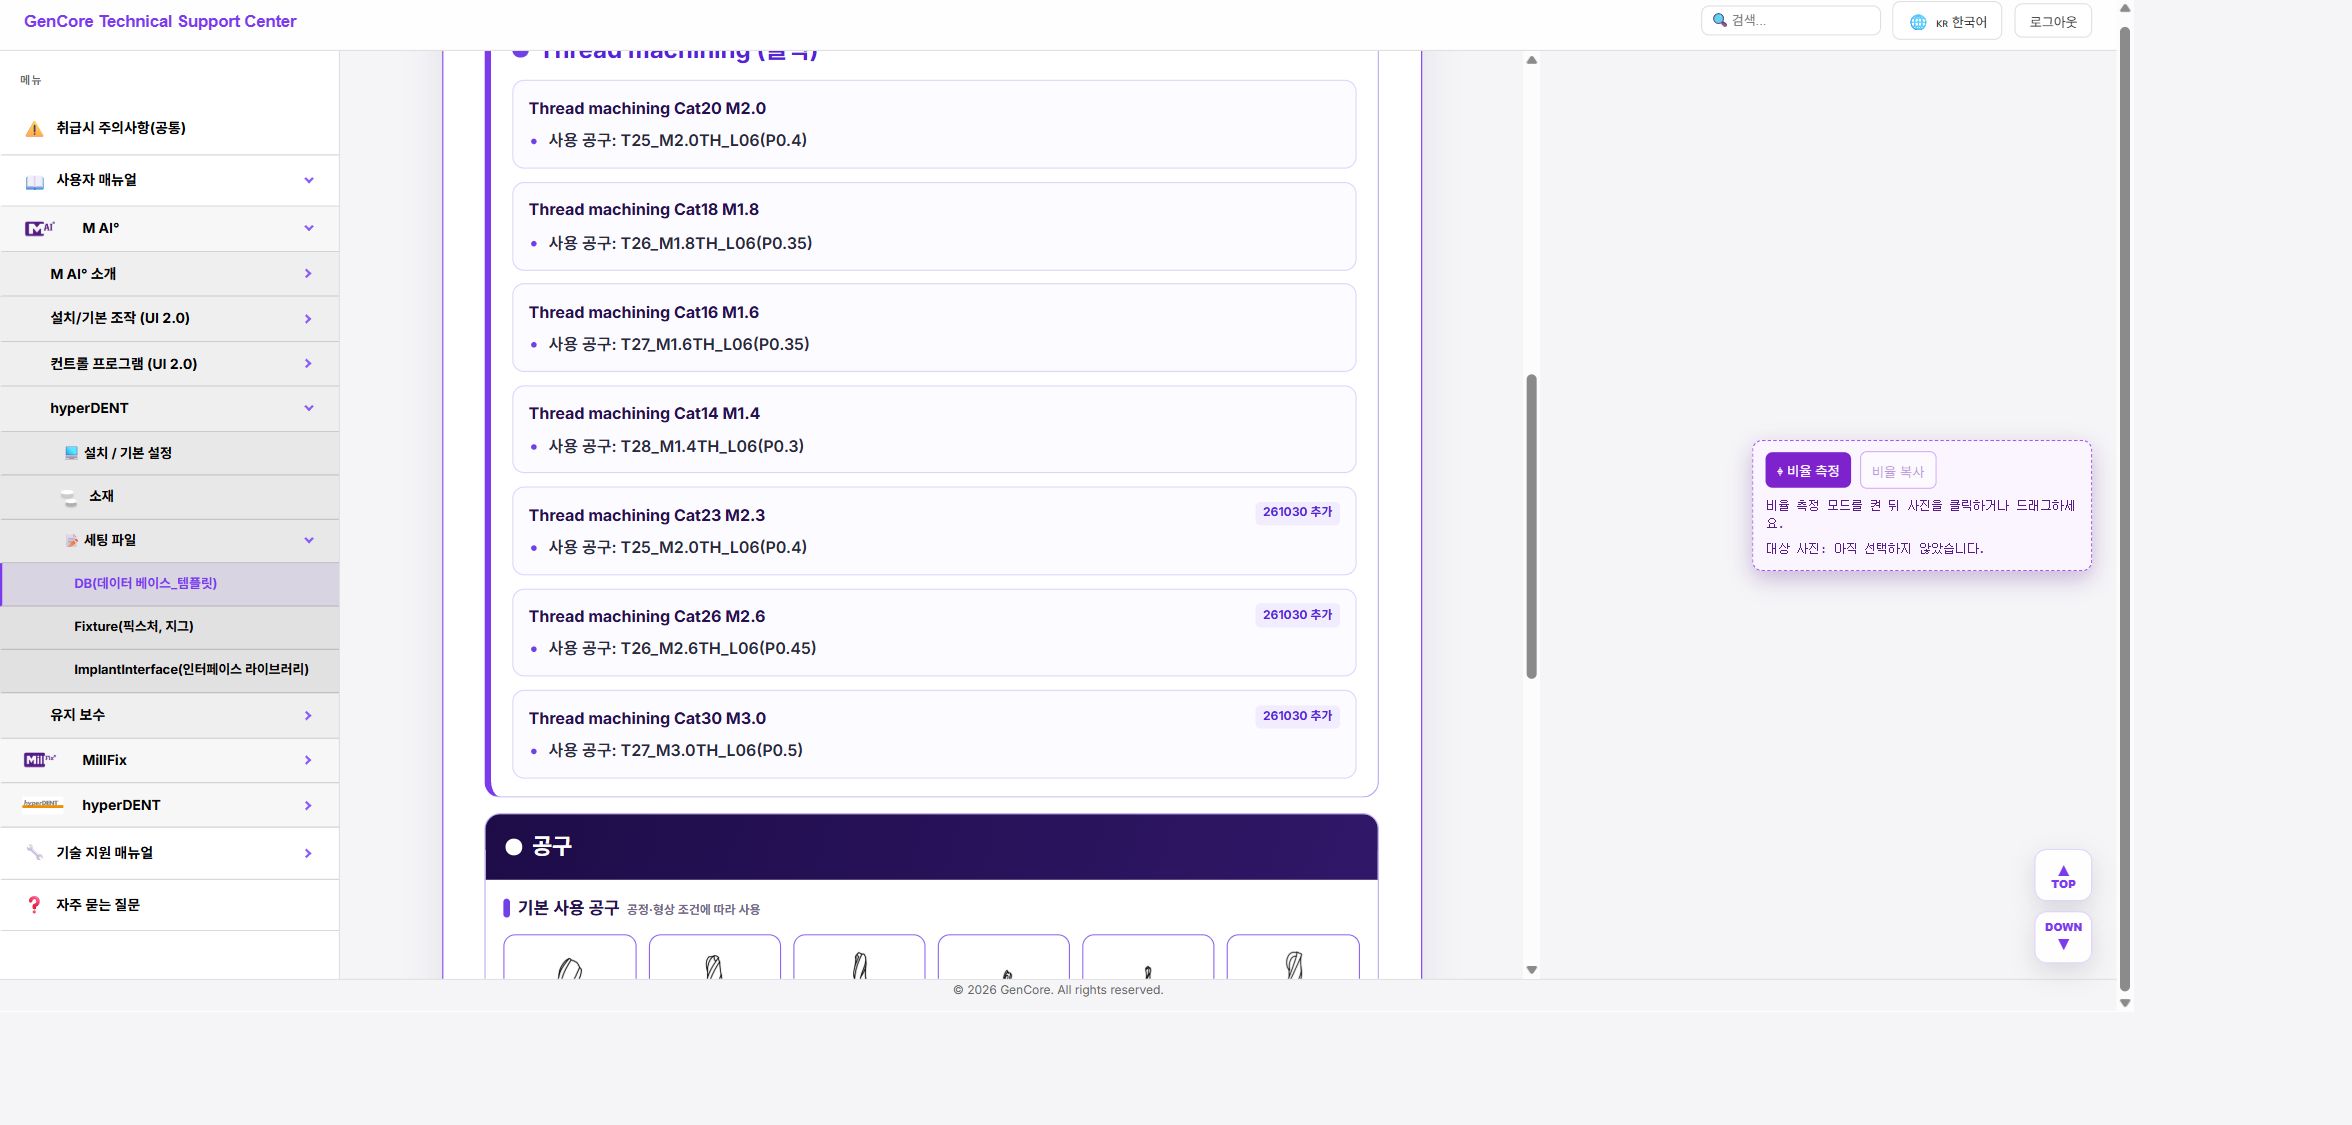 GenCore Technical Support Center
검색...
KR 한국어
로그아웃
메뉴
취급시 주의사항(공통)
사용자 매뉴얼
M AI°
M AI° 소개
설치/기본 조작 (UI 2.0)
컨트롤 프로그램 (UI 2.0)
hyperDENT
설치 / 기본 설정
소재
세팅 파일
DB(데이터 베이스_템플릿)
Fixture(픽스처, 지그)
ImplantInterface(인터페이스 라이브러리)
유지 보수
MillFix
hyperDENT
기술 지원 매뉴얼
자주 묻는 질문
Thread machining
Thread machining Cat20 M2.0
사용 공구: T25_M2.0TH_L06(P0.4)
Thread machining Cat18 M1.8
사용 공구: T26_M1.8TH_L06(P0.35)
Thread machining Cat16 M1.6
사용 공구: T27_M1.6TH_L06(P0.35)
Thread machining Cat14 M1.4
사용 공구: T28_M1.4TH_L06(P0.3)
Thread machining Cat23 M2.3
261030 추가
사용 공구: T25_M2.0TH_L06(P0.4)
Thread machining Cat26 M2.6
261030 추가
사용 공구: T26_M2.6TH_L06(P0.45)
Thread machining Cat30 M3.0
261030 추가
사용 공구: T27_M3.0TH_L06(P0.5)
공구
기본 사용 공구 공정·형상 조건에 따라 사용
비율 측정
비율 복사
비율 측정 모드를 켠 뒤 사진을 클릭하거나 드래그하세
요.
대상 사진: 아직 선택하지 않았습니다.
TOP
DOWN
© 2026 GenCore. All rights reserved.